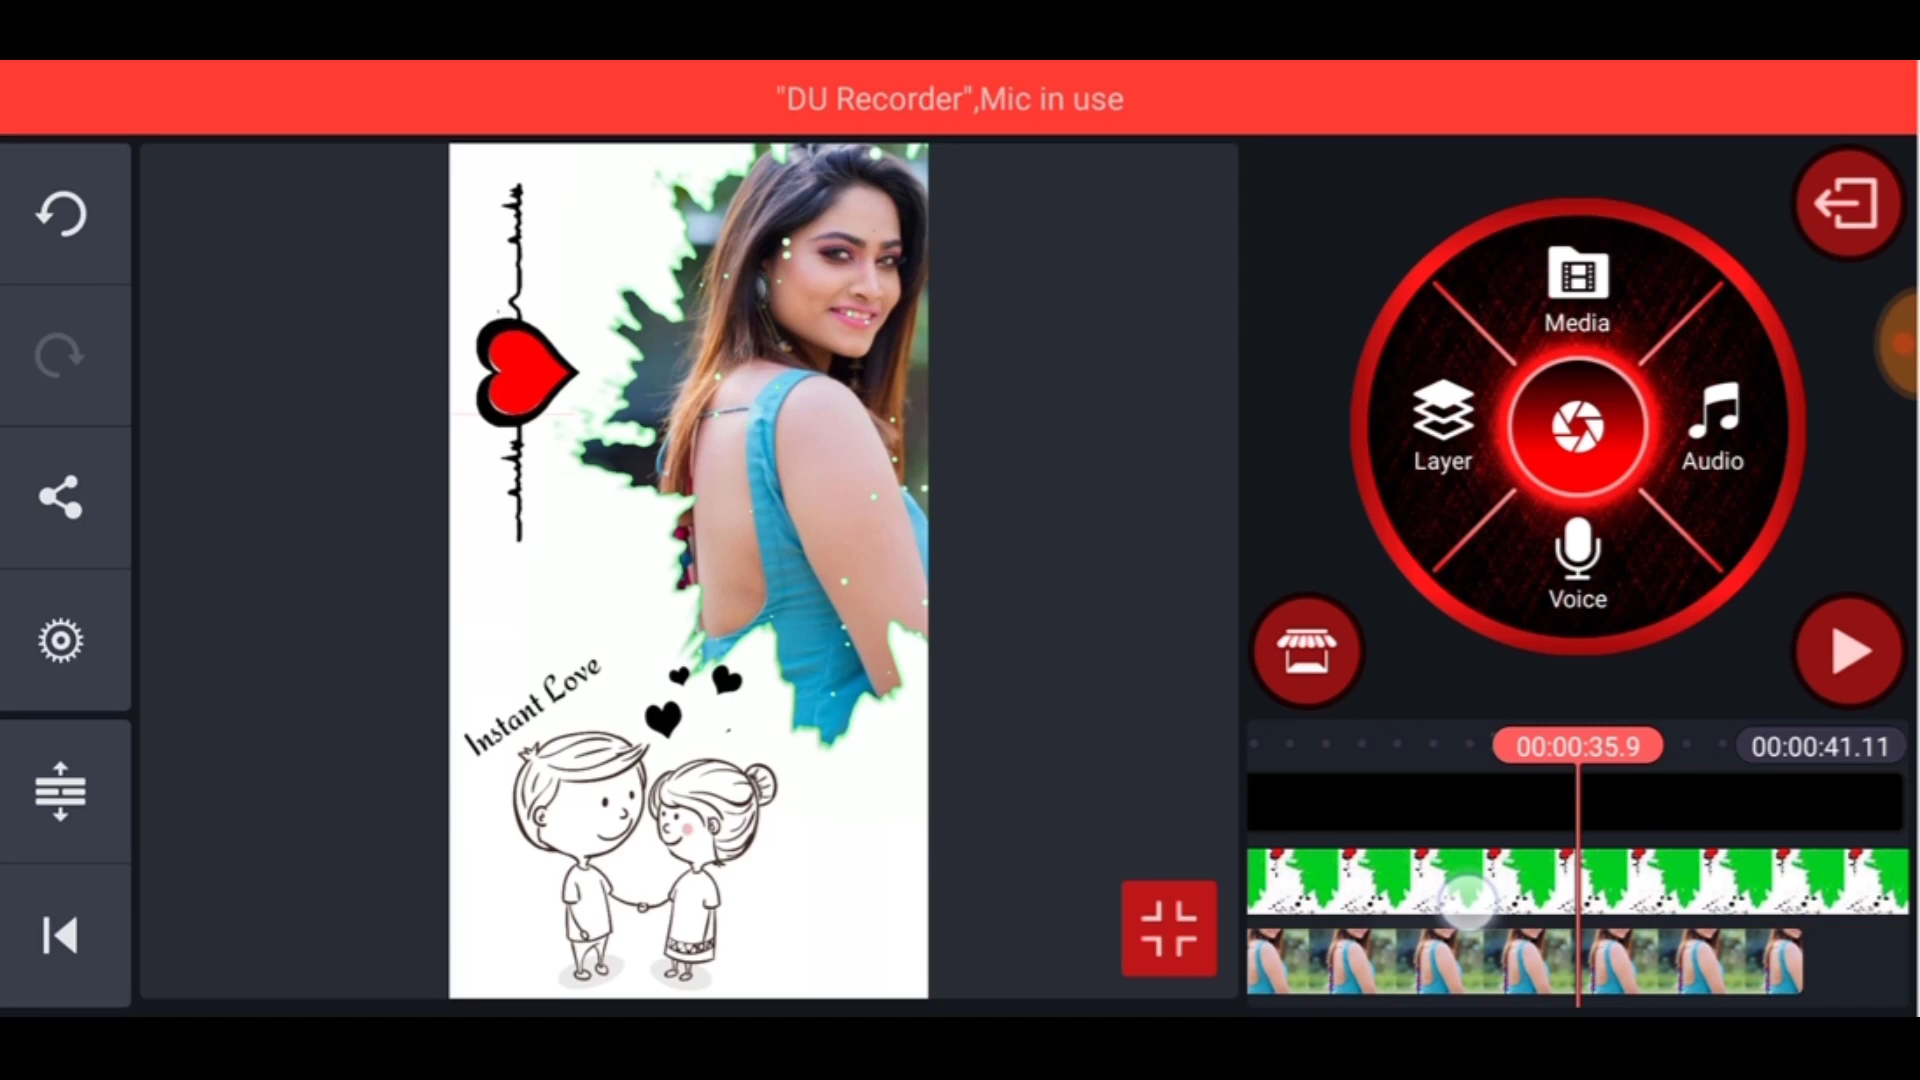 "DU Recorder",Mic in use
Media
Layer
Audio
Voice
Instant Love
00:00:35.9
00:00:41.11